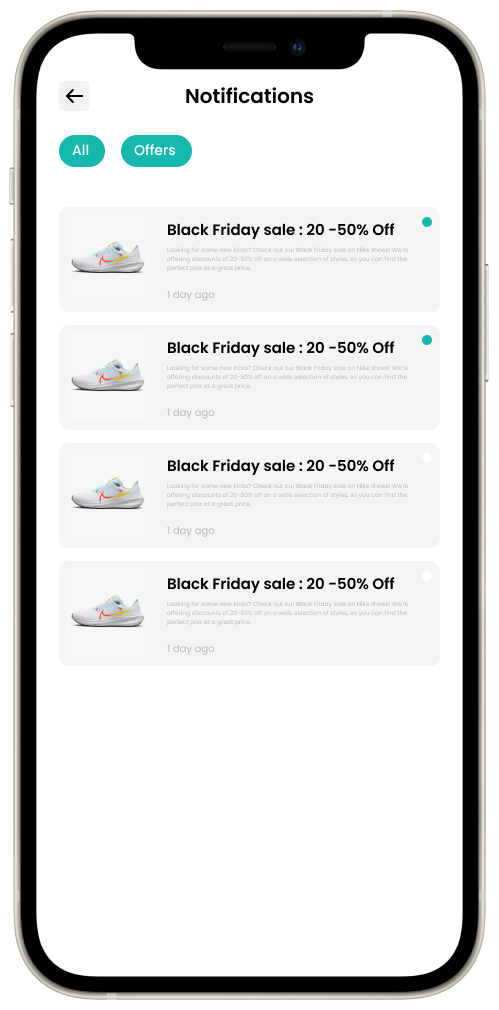 Notifications
All
Offers
Black Friday sale : 20 -50% Off
Looking for some new kicks? Check out our Black Friday sale on Nike shoes! We're
offering discounts of 20-50% off on a wide selection of styles, so you can find the
perfect pair at a great price.
1 day ago
Black Friday sale : 20 -50% Off
Looking for some new kicks? Check out our Black Friday sale on Nike shoes! We're
offering discounts of 20-50% off on a wide selection of styles, so you can find the
perfect pair at a great price.
1 day ago
Black Friday sale : 20 -50% Off
Looking for some new kicks? Check out our Black Friday sale on Nike shoes! We're
offering discounts of 20-50% off on a wide selection of styles, so you can find the
perfect pair at a great price.
1 day ago
Black Friday sale : 20 -50% Off
Looking for some new kicks? Check out our Black Friday sale on Nike shoes! We're
offering discounts of 20-50% off on a wide selection of styles, so you can find the
perfect pair at a great price.
1 day ago